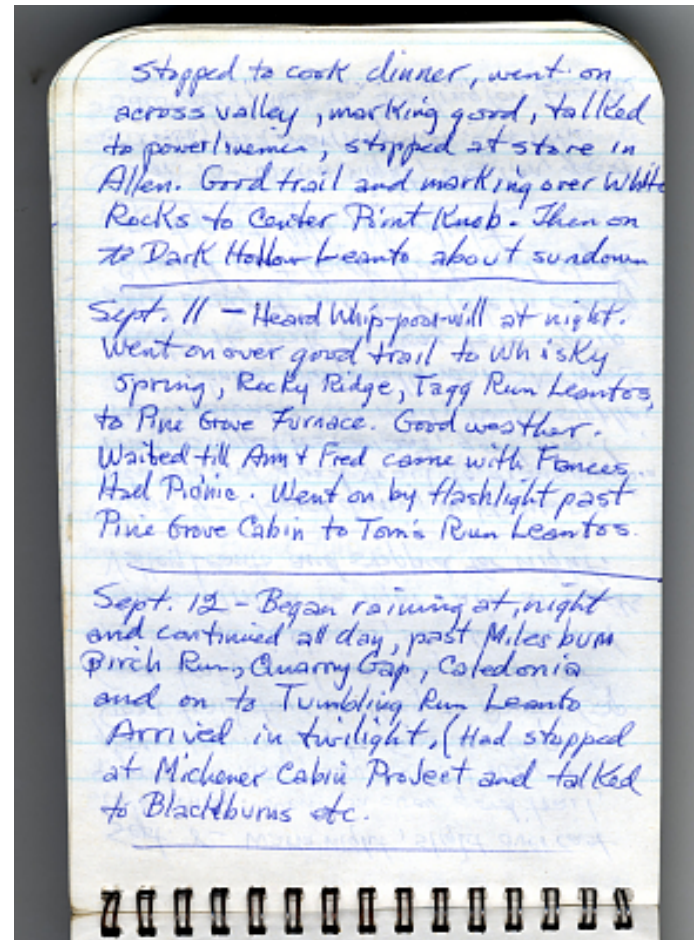 Stopped to cook dinner, went on
across valley, marking good, talked
to powerlinemen, stopped at store in
Allen. Good trail and marking over White
Rocks to Center Point Knob. Then on
to Dark Hollow Leanto about sundown
Sept. 11 - Heard Whip-poor-will at night.
Went on over good trail to Whisky
Spring, Rocky Ridge, Tagg Run Leantos,
to Pine Grove Furnace. Good weather.
Waited till Ann & Fred came with Frances.
Had Picnic. Went on by flashlight past
Pine Grove Cabin to Tom's Run Leantos.
Sept. 12 - Began raining at night
and continued all day, past Milesburn
Birch Run, Quarry Gap, Caledonia
and on to Tumbling Run Leanto
Arrived in twilight, (Had stopped
at Michener Cabin Project and talked
to Blackburns etc.